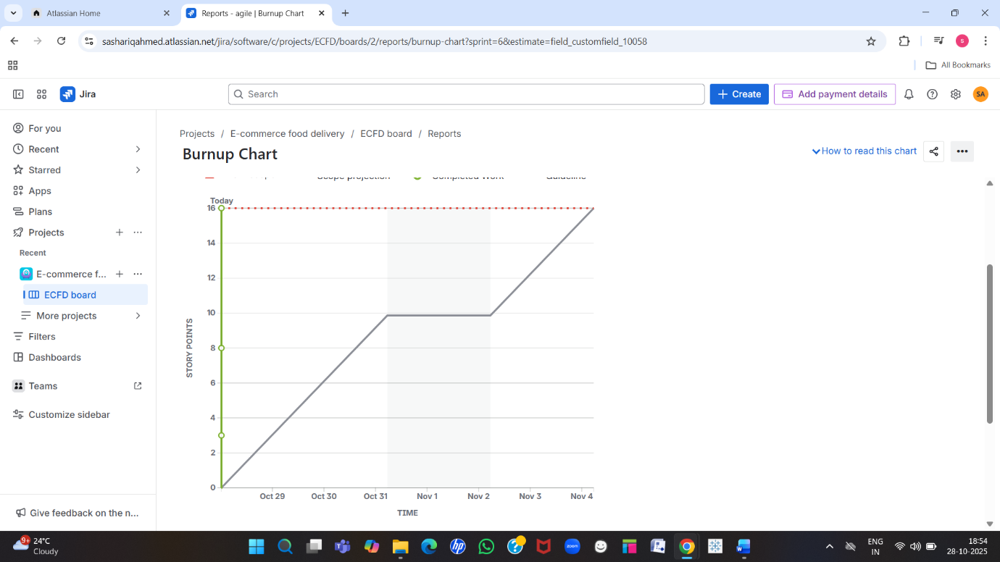 Atlassian Home
Reports - agile | Burnup Chart
sashariqahmed.atlassian.net/jira/software/c/projects/ECFD/boards/2/reports/burnup-chart?sprint=6&estimate=field_customfield_10058
S
All Bookmarks
Jira
Search
Create
Add payment details
SA
For you
Recent
Starred
Apps
Plans
Projects
Recent
E-commerce f...
ECFD board
More projects
Filters
Dashboards
Teams
Customize sidebar
Give feedback on the n...
Projects / E-commerce food delivery / ECFD board / Reports
Burnup Chart
How to read this chart
Scope projection
Completed Work
Guideline
Today
16
14
12
10
8
6
4
2
0
STORY POINTS
Oct 29 Oct 30 Oct 31 Nov 1 Nov 2 Nov 3 Nov 4
TIME
9+
24°C
Cloudy
hp
zoom
ENG
IN
18:54
28-10-2025